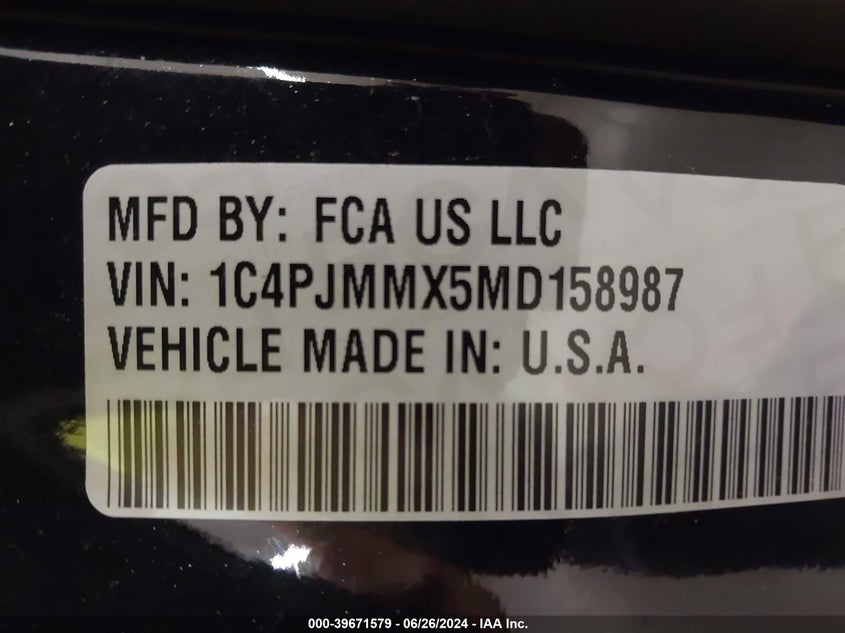 MFD BY: FCA US LLC
VIN: 1C4PJMMX5MD158987
VEHICLE MADE IN: U.S.A.
000-39671579 | 06/26/2024 - IAA Inc.